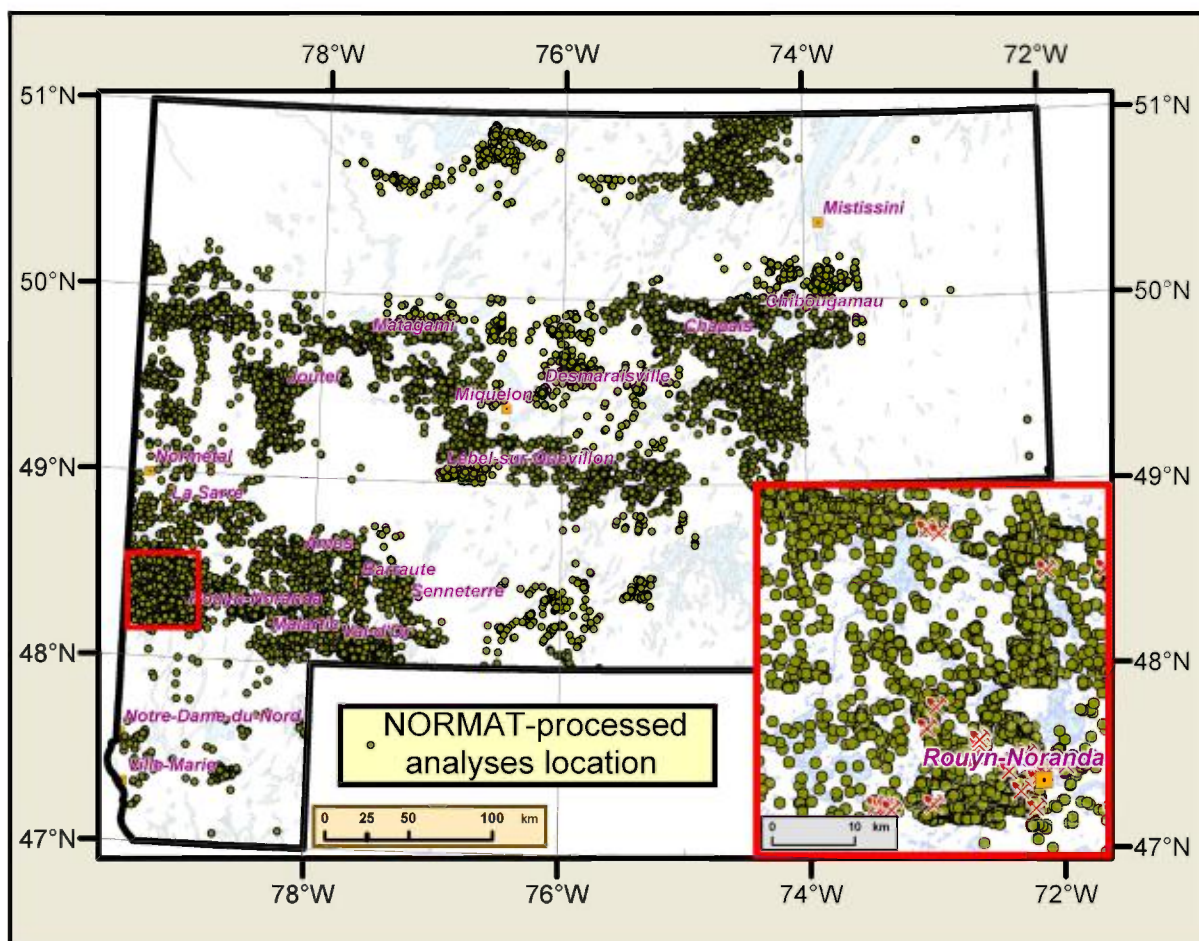 78°W 76°W 74°W 72°W
51°N 51°N
Mistissini
50°N 50°N
Chibougamau
Matagami Chapais
Joutel Desmaraisville
Miquelon
Normétal Lebel-sur-Quévillon
49°N 49°N
La Sarre
Amos
Barraute
Senneterre
Rouyn-Noranda
Malartic Val-d'Or
48°N 48°N
Notre-Dame-du-Nord
NORMAT-processed
analyses location
Ville-Marie
Rouyn-Noranda
0 25 50 100 km
0 10 km
47°N 47°N
78°W 76°W 74°W 72°W